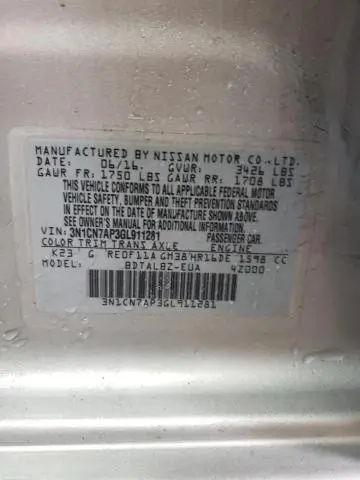 MANUFACTURED BY NISSAN MOTOR CO.,LTD.
DATE: 06/16. GVWR: 3426 LBS
GAWR FR: 1750 LBS GAWR RR: 1708 LBS
THIS VEHICLE CONFORMS TO ALL APPLICABLE FEDERAL MOTOR
VEHICLE SAFETY, BUMPER AND THEFT PREVENTION STANDARDS
IN EFFECT ON THE DATE OF MANUFACTURE SHOWN ABOVE.
SEE OWNER'S MANUAL FOR ADDITIONAL INFORMATION
VIN: 3N1CN7AP3GL911281 PASSENGER CAR.
COLOR TRIM TRANS AXLE ENGINE
K23 G RE0F11A GM38 HR16DE 1598 CC
MODEL: BDTALBZ-EUA 42000
3N1CN7AP3GL911281